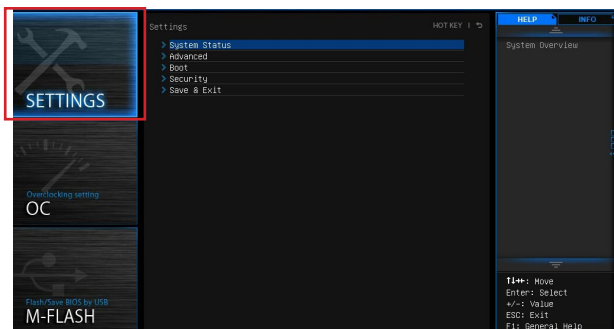 SETTINGS
Overclocking setting
OC
Flash/Save BIOS by USB
M-FLASH
Settings
HOT KEY
System Status
Advanced
Boot
Security
Save & Exit
HELP
INFO
System Overview
↑↓→←: Move
Enter: Select
+/-: Value
ESC: Exit
F1: General Help